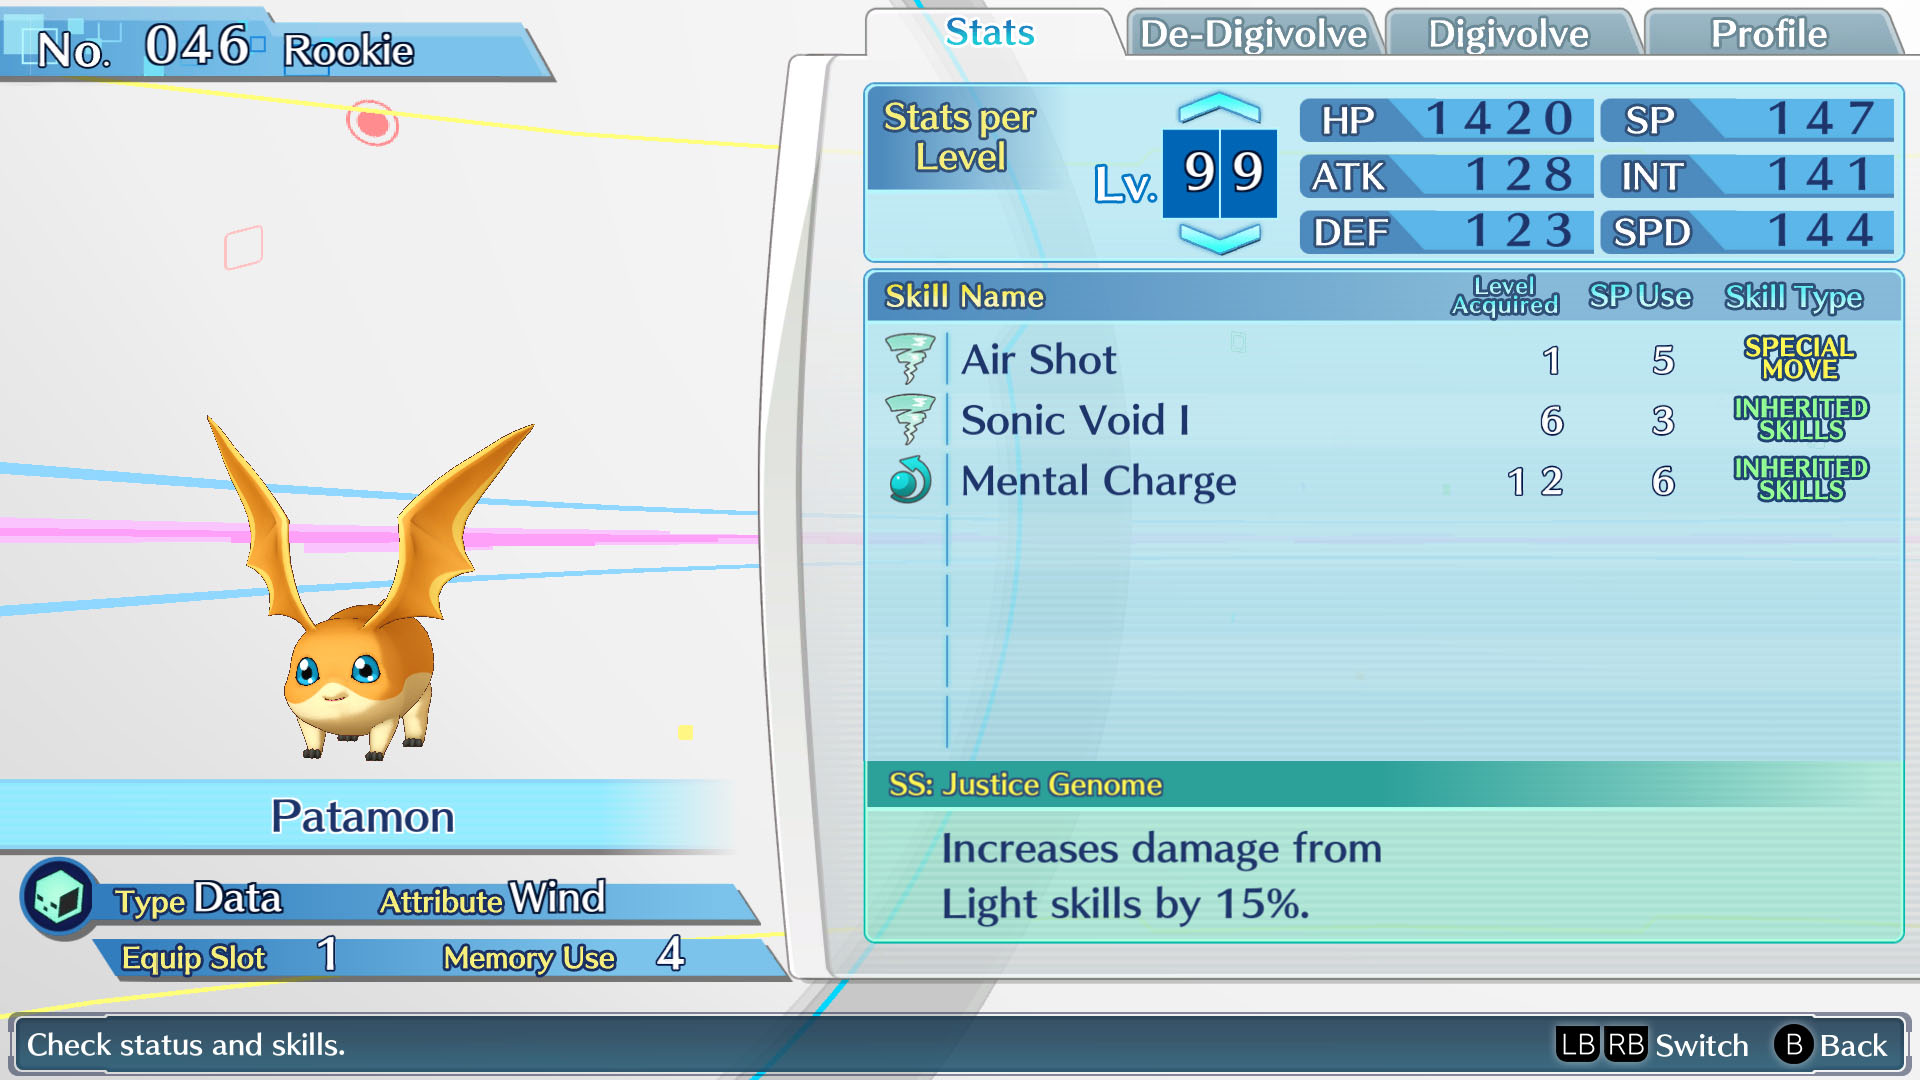 No. 046 Rookie
Stats
De-Digivolve
Digivolve
Profile
Stats per
Level
Lv. 99
HP 1420
SP 147
ATK 128
INT 141
DEF 123
SPD 144
Skill Name
Level
Acquired
SP Use
Skill Type
Air Shot 1 5 SPECIAL
MOVE
Sonic Void I 6 3 INHERITED
SKILLS
Mental Charge 12 6 INHERITED
SKILLS
SS: Justice Genome
Increases damage from
Light skills by 15%.
Patamon
Type Data Attribute Wind
Equip Slot 1 Memory Use 4
Check status and skills.
LB RB Switch B Back